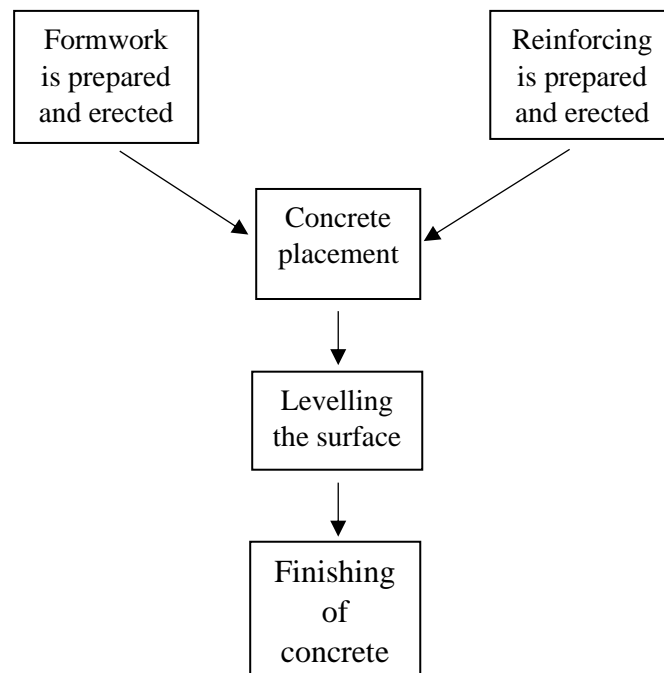 Formwork
is prepared
and erected
Reinforcing
is prepared
and erected
Concrete
placement
Levelling
the surface
Finishing
of
concrete